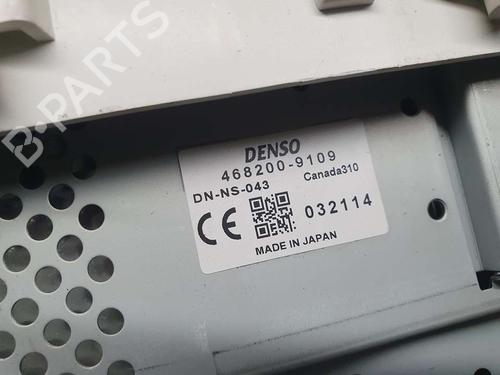 B-PARTS
DENSO
468200-9109
DN-NS-043 Canada310
CE 032114
MADE IN JAPAN